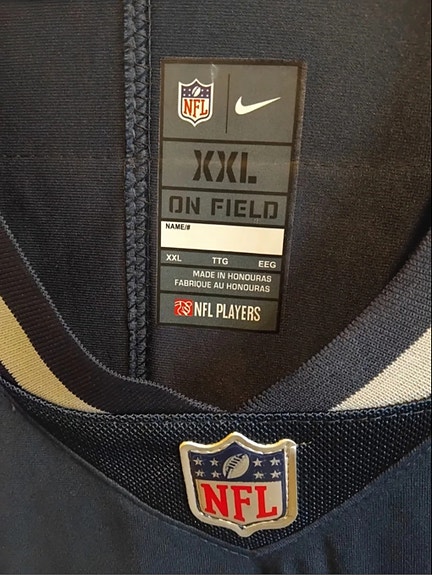 NFL
XXL
ON FIELD
NAME/#
XXL TTG EEG
MADE IN HONDURAS
FABRIQUE AU HONDURAS
NFL PLAYERS
NFL